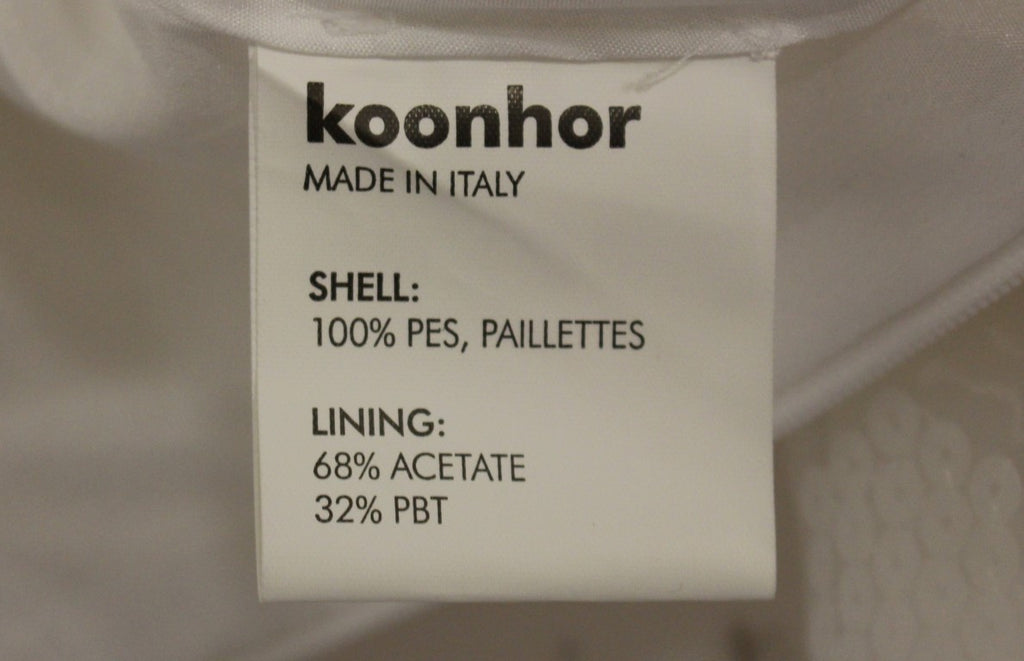 koonhor
MADE IN ITALY
SHELL:
100% PES, PAILLETTES
LINING:
68% ACETATE
32% PBT